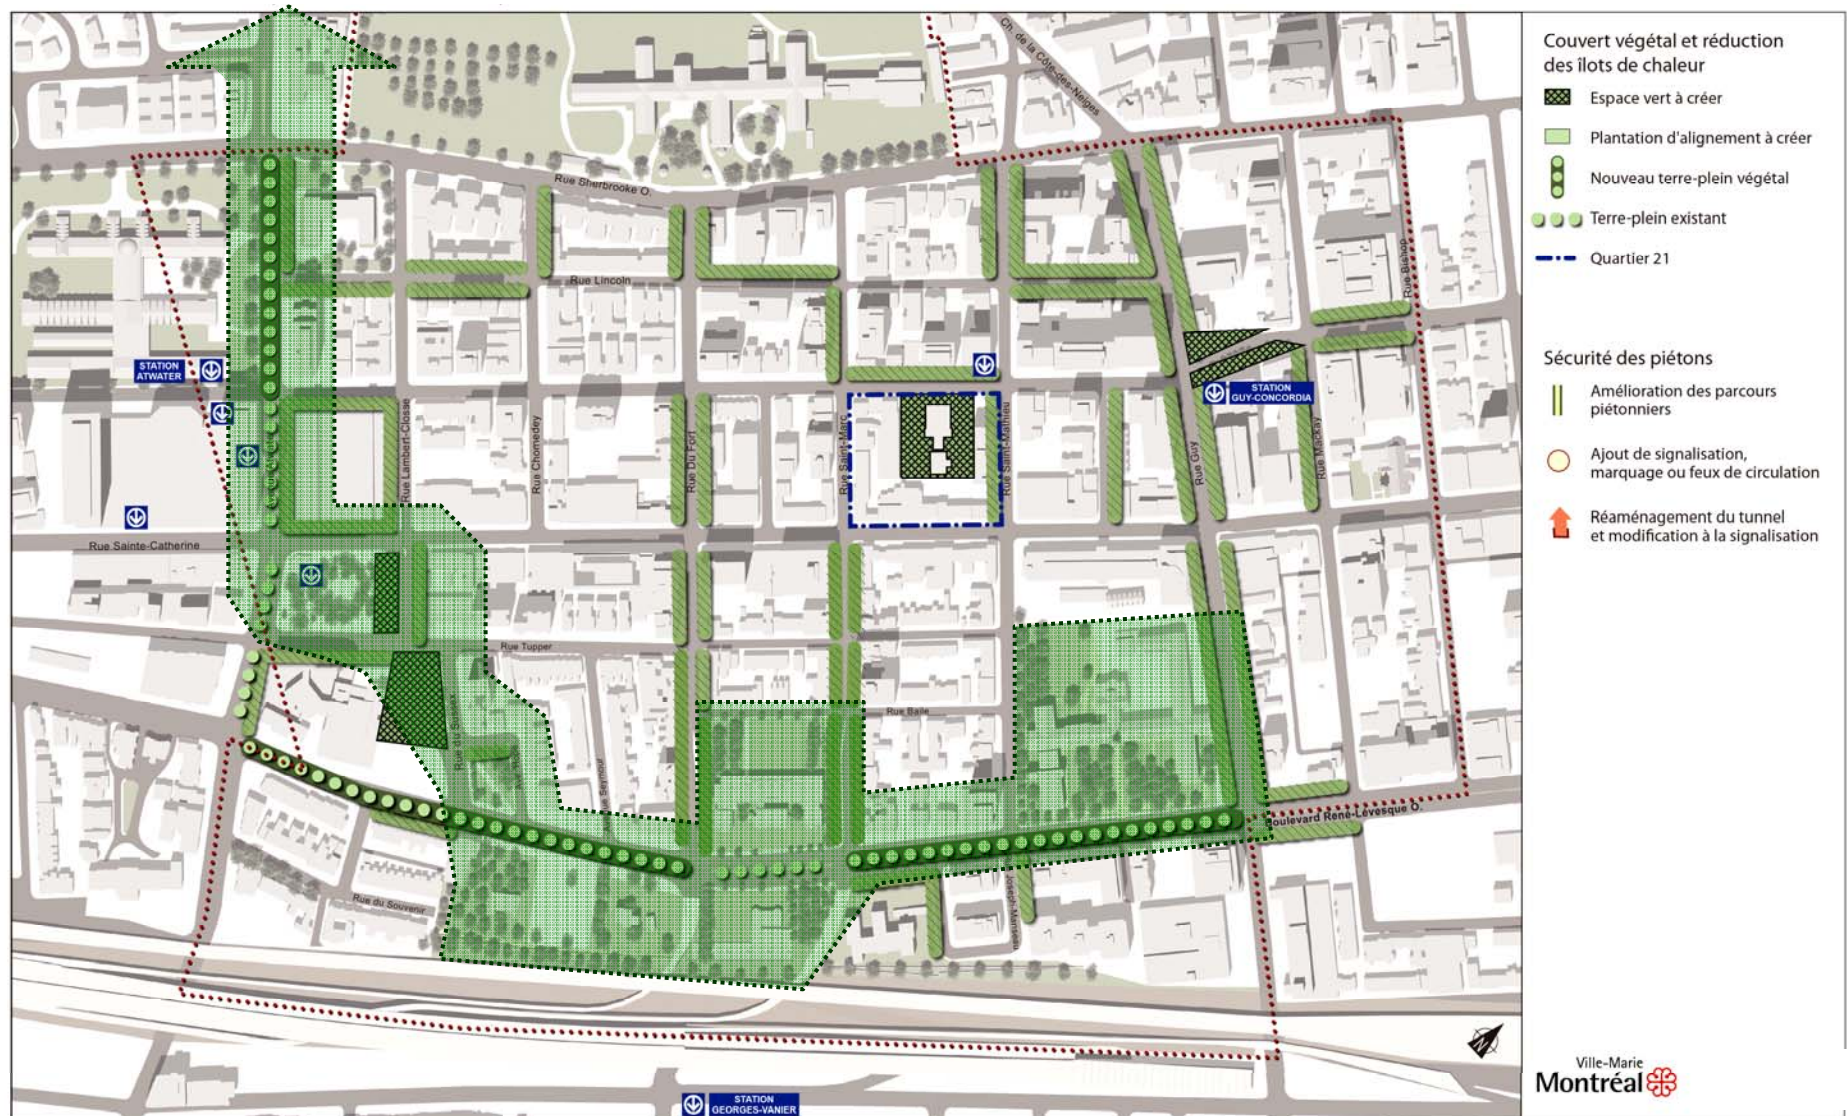 Ch. de la Côte-des-Neiges
Rue Sherbrooke O.
Rue Lincoln
Rue Bishop
STATION
ATWATER
STATION
GUY-CONCORDIA
Rue Lambert-Closse
Rue Chomedey
Rue Du Fort
Rue Saint-Marc
Rue Saint-Mathieu
Rue Guy
Rue Mackay
Rue Sainte-Catherine
Rue Tupper
Rue du Sussex
Rue Seymour
Rue Baile
Boulevard René-Lévesque O.
Rue du Souvenir
STATION
GEORGES-VANIER
N
Couvert végétal et réduction
des îlots de chaleur
Espace vert à créer
Plantation d'alignement à créer
Nouveau terre-plein végétal
Terre-plein existant
Quartier 21
Sécurité des piétons
Amélioration des parcours
piétonniers
Ajout de signalisation,
marquage ou feux de circulation
Réaménagement du tunnel
et modification à la signalisation
Ville-Marie
Montréal